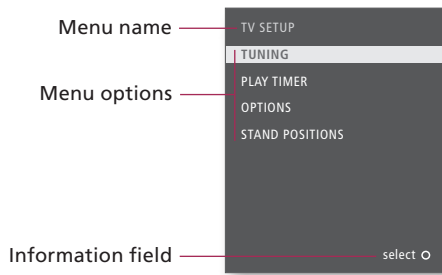 Menu name
TV SETUP
TUNING
Menu options
PLAY TIMER
OPTIONS
STAND POSITIONS
Information field
select